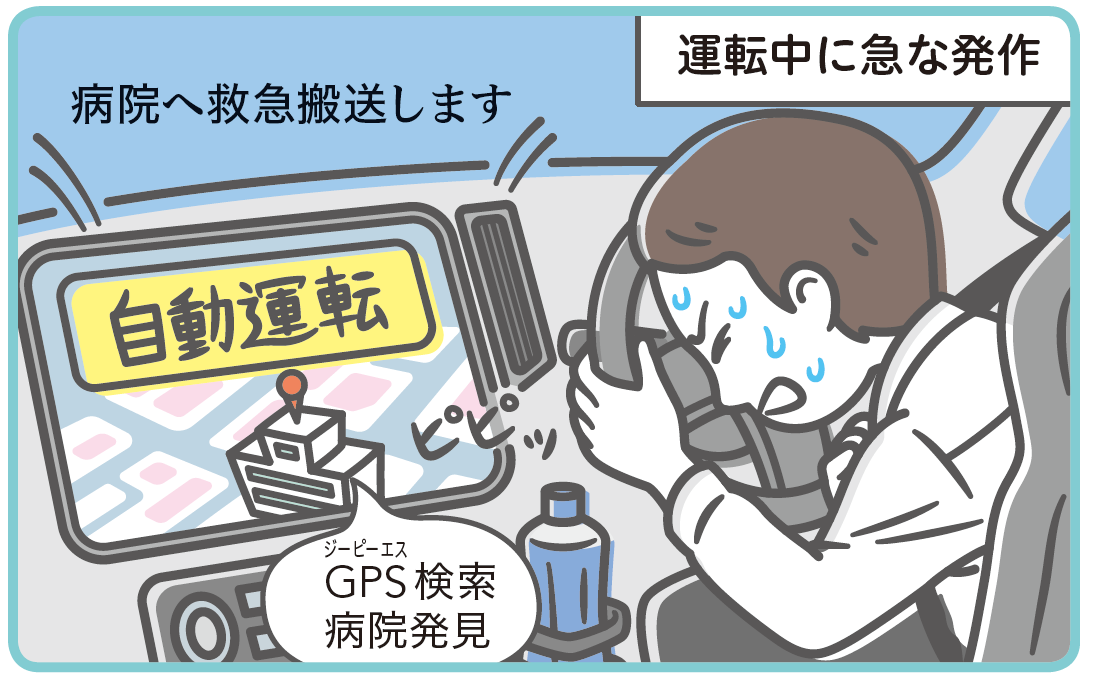 運転中に急な発作
病院へ救急搬送します
自動運転
ピピッ
ジーピーエス
GPS検索
病院発見